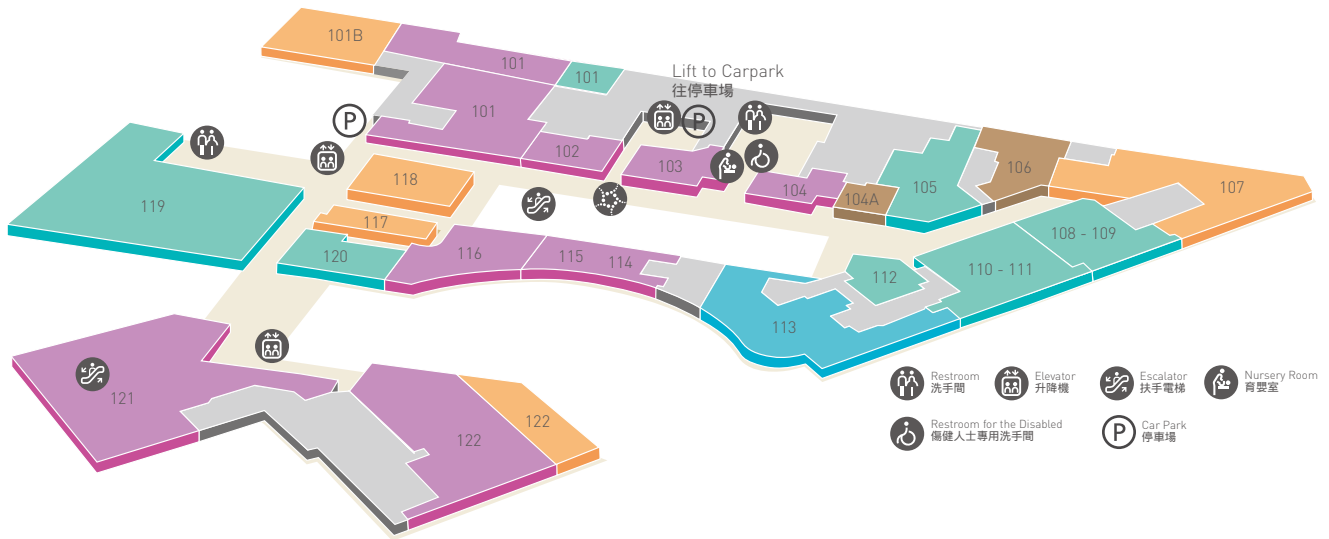 101B
101
101
Lift to Carpark
往停車場
101
P
P
102
103
118
104
104A
105
106
107
119
117
120
116
115
114
108 - 109
110 - 111
112
113
121
122
122
Restroom
洗手間
Elevator
升降機
Escalator
扶手電梯
Nursery Room
育嬰室
Restroom for the Disabled
傷健人士專用洗手間
P
Car Park
停車場